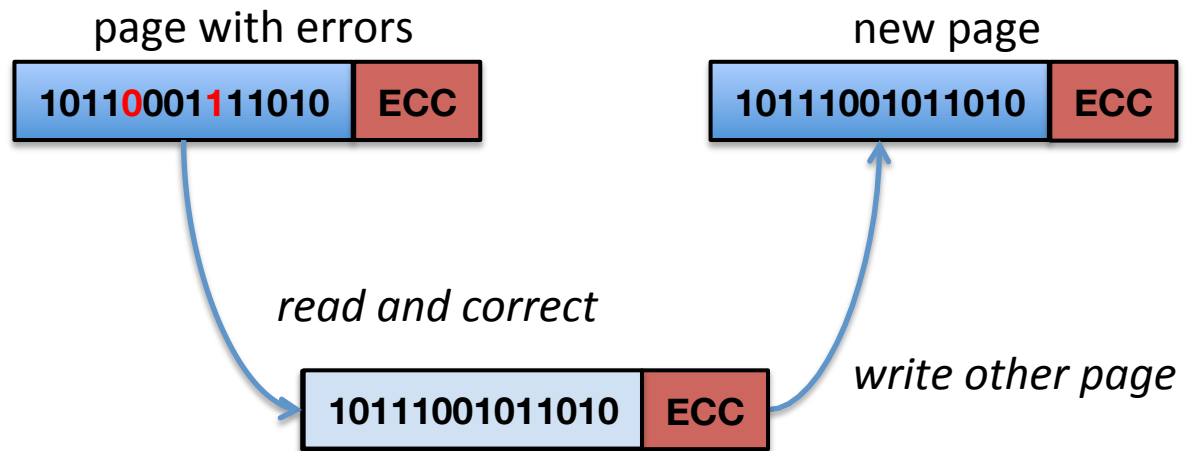 page with errors
10110001111010 ECC
new page
10111001011010 ECC
read and correct
write other page
10111001011010 ECC